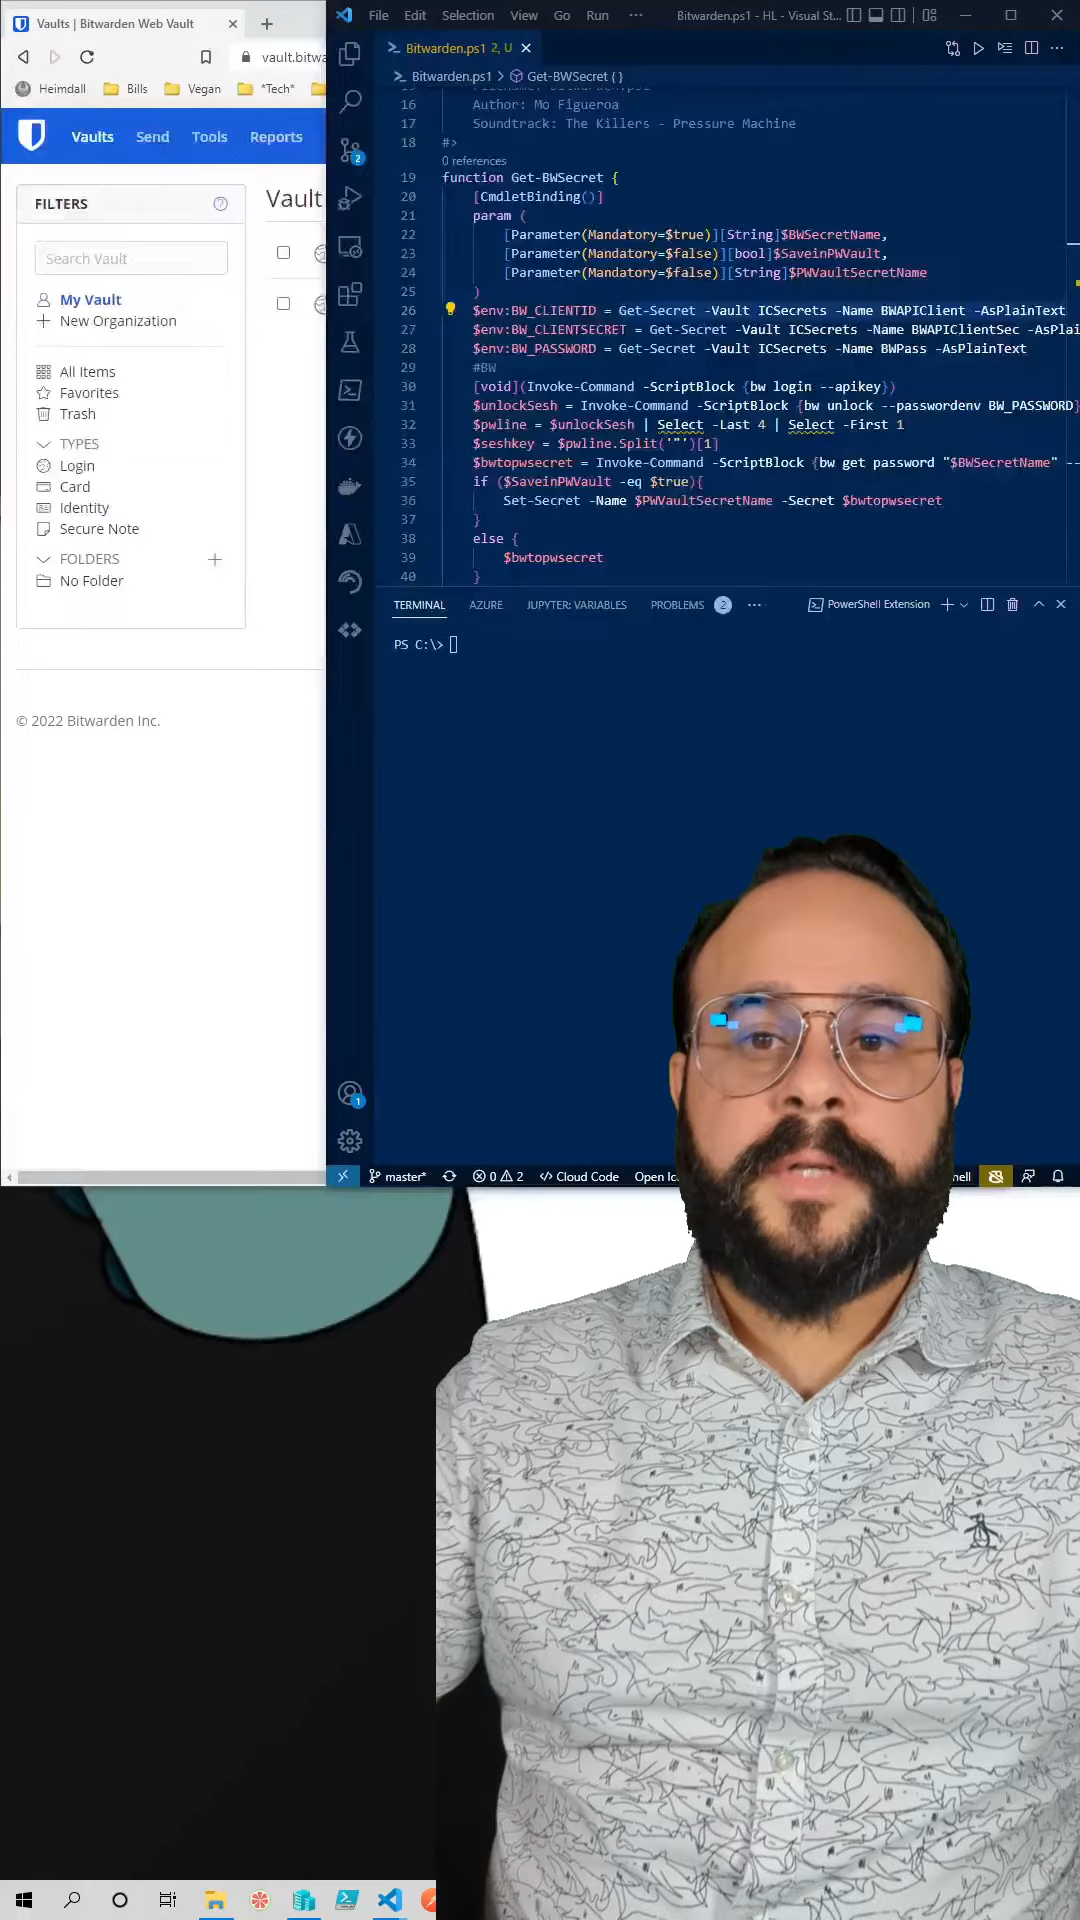 Vaults | Bitwarden Web Vault
vault.bitwa
Heimdall Bills Vegan *Tech*
Vaults Send Tools Reports
FILTERS
Search Vault
My Vault
New Organization
All Items
Favorites
Trash
TYPES
Login
Card
Identity
Secure Note
FOLDERS
No Folder
Vault
© 2022 Bitwarden Inc.
File Edit Selection View Go Run ··· Bitwarden.ps1 - HL - Visual St...
Bitwarden.ps1 2, U
Bitwarden.ps1 > Get-BWSecret { }
16 Author: Mo Figueroa
17 Soundtrack: The Killers - Pressure Machine
18 #>
0 references
19 function Get-BWSecret {
20 [CmdletBinding()]
21 param (
22 [Parameter(Mandatory=$true)][String]$BWSecretName,
23 [Parameter(Mandatory=$false)][bool]$SaveinPWVault,
24 [Parameter(Mandatory=$false)][String]$PWVaultSecretName
25 )
26 $env:BW_CLIENTID = Get-Secret -Vault ICSecrets -Name BWAPIClient -AsPlainText
27 $env:BW_CLIENTSECRET = Get-Secret -Vault ICSecrets -Name BWAPIClientSec -AsPlai
28 $env:BW_PASSWORD = Get-Secret -Vault ICSecrets -Name BWPass -AsPlainText
29 #BW
30 [void](Invoke-Command -ScriptBlock {bw login --apikey})
31 $unlockSesh = Invoke-Command -ScriptBlock {bw unlock --passwordenv BW_PASSWORD}
32 $pwline = $unlockSesh | Select -Last 4 | Select -First 1
33 $seshkey = $pwline.Split('"')[1]
34 $bwtopwsecret = Invoke-Command -ScriptBlock {bw get password "$BWSecretName" --
35 if ($SaveinPWVault -eq $true){
36 Set-Secret -Name $PWVaultSecretName -Secret $bwtopwsecret
37 }
38 else {
39 $bwtopwsecret
40 }
TERMINAL AZURE JUPYTER: VARIABLES PROBLEMS 2 ··· PowerShell Extension
PS C:\>
2
1
master* 0 2 Cloud Code Open Ic hell